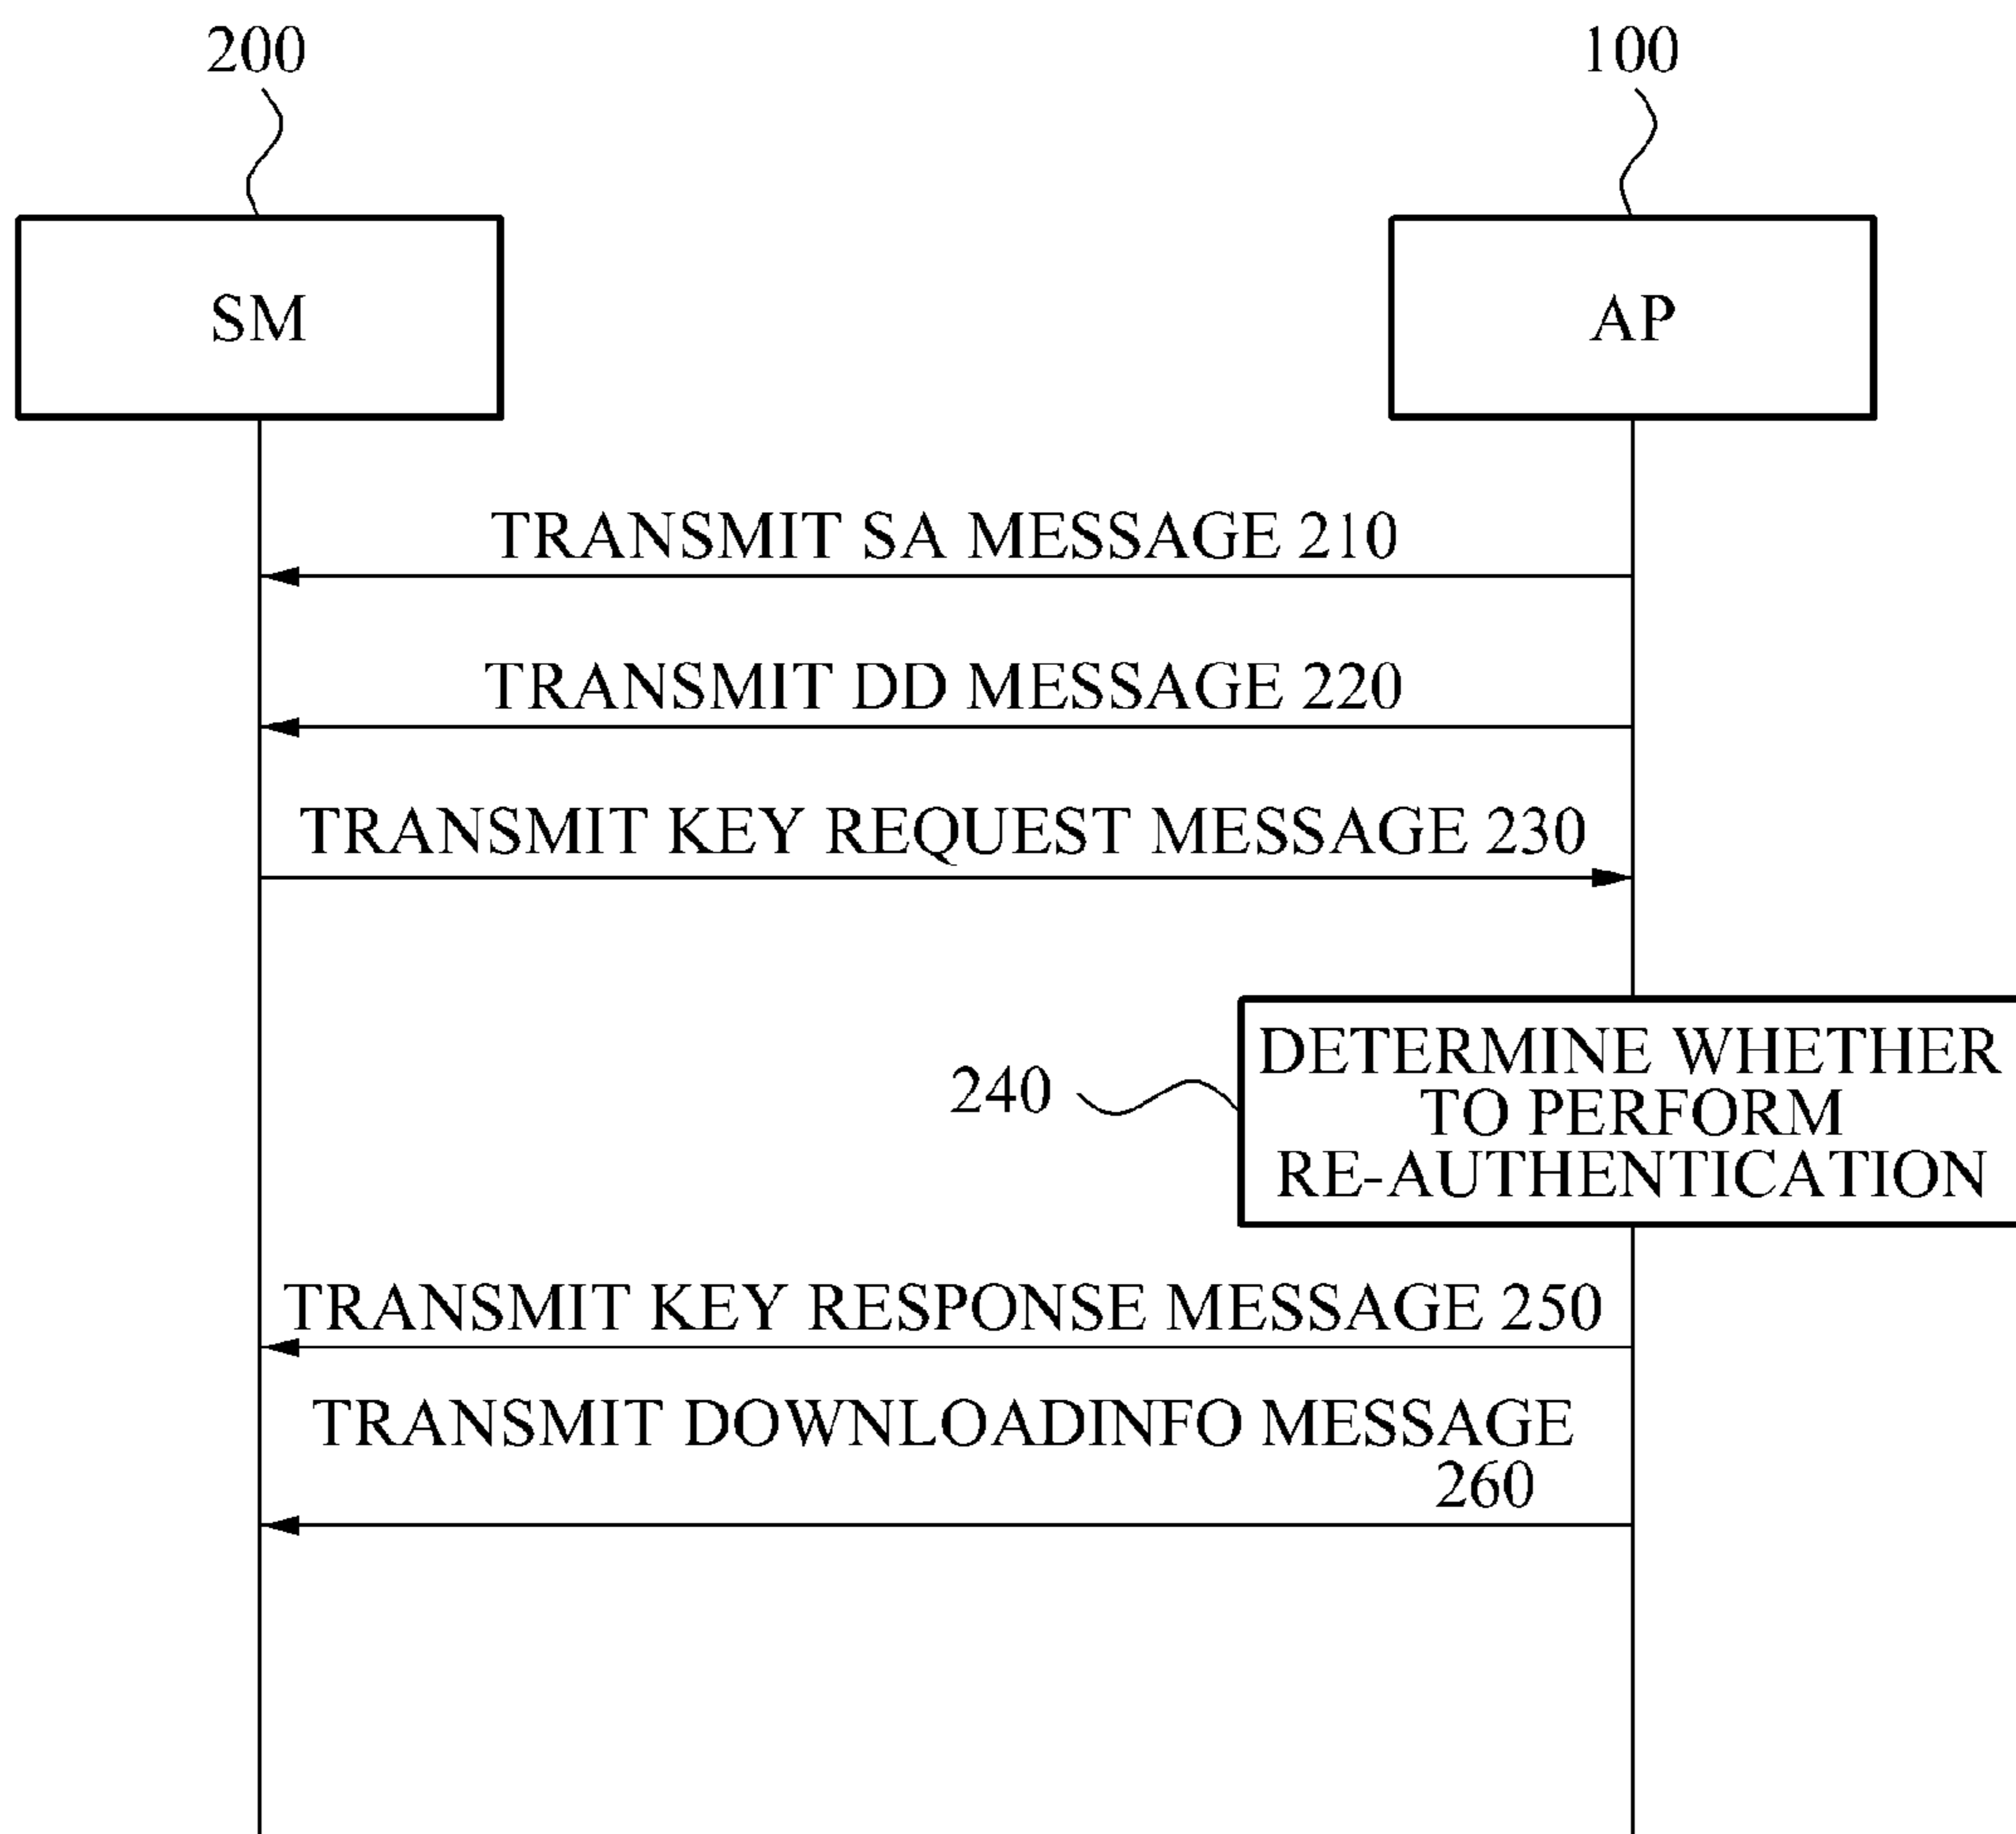 200
100
SM
AP
TRANSMIT SA MESSAGE 210
TRANSMIT DD MESSAGE 220
TRANSMIT KEY REQUEST MESSAGE 230
240
DETERMINE WHETHER
TO PERFORM
RE-AUTHENTICATION
TRANSMIT KEY RESPONSE MESSAGE 250
TRANSMIT DOWNLOADINFO MESSAGE
260